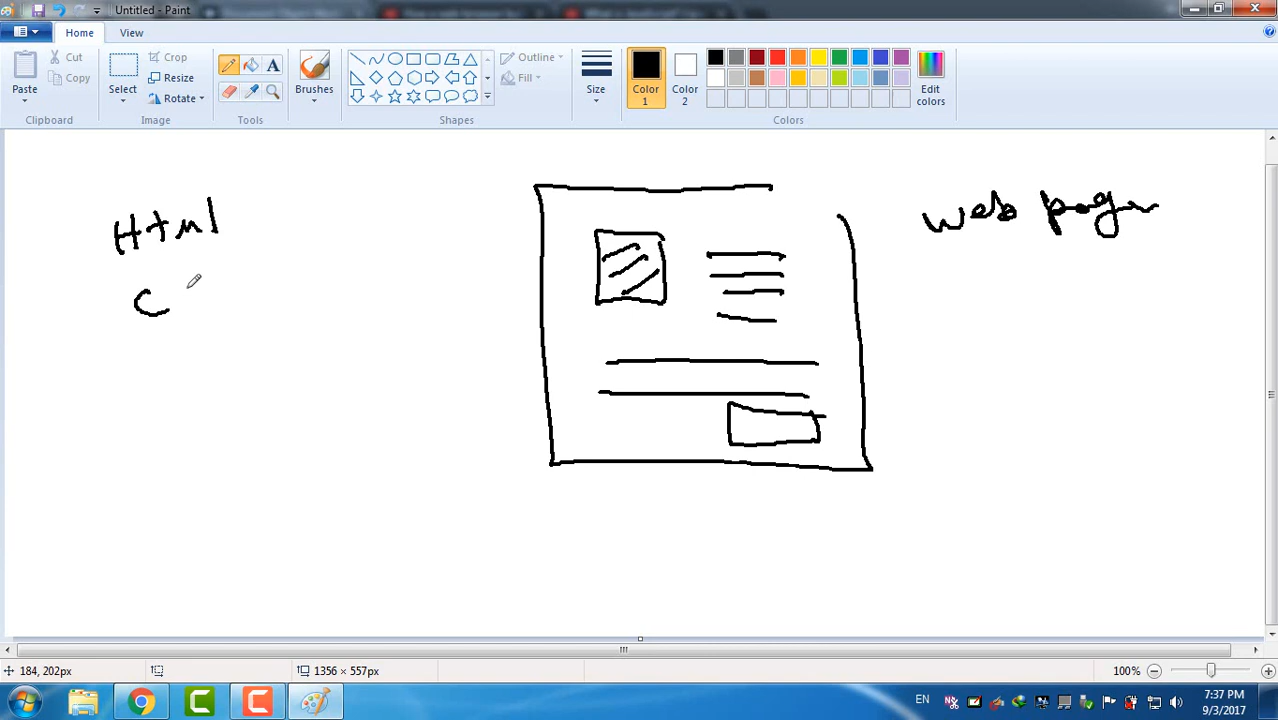 Untitled - Paint
Home View
Paste
Cut
Copy
Select
Crop
Resize
Rotate
Brushes
Outline
Fill
Size
Color 1
Color 2
Edit colors
Clipboard Image Tools Shapes Colors
Html
C
Web page
184, 202px
1356 × 557px
100%
EN
7:37 PM
9/3/2017